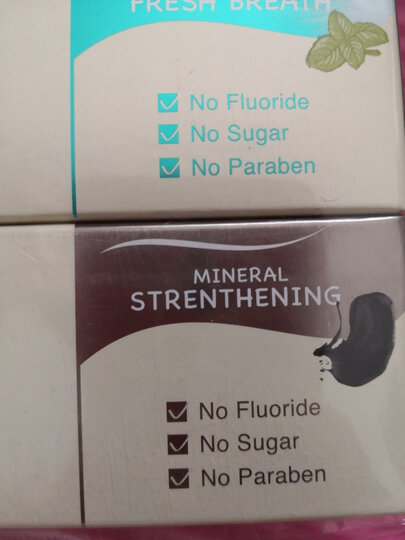 FRESH BREATH
No Fluoride
No Sugar
No Paraben
MINERAL
STRENTHENING
No Fluoride
No Sugar
No Paraben